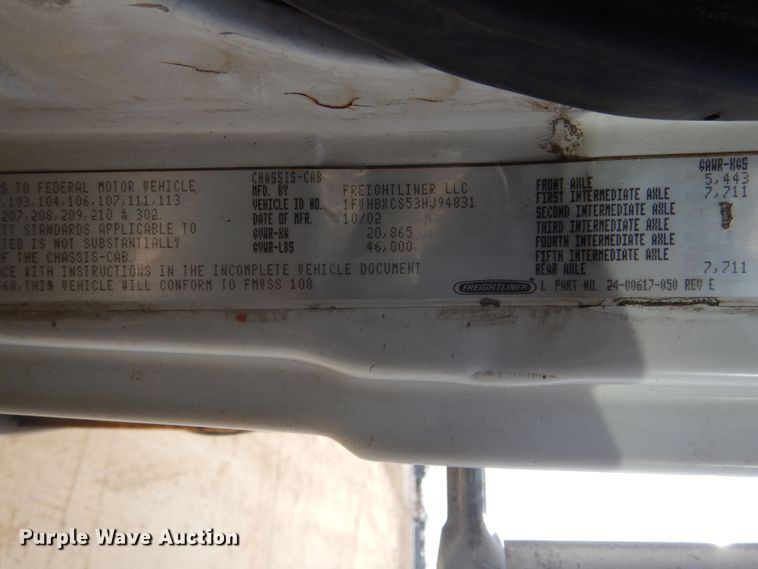 S TO FEDERAL MOTOR VEHICLE
,103,104,106,107,111,113
207,208,209,210 & 302.
TY STANDARDS APPLICABLE TO
TED IS NOT SUBSTANTIALLY
OF THE CHASSIS-CAB.
CE WITH INSTRUCTIONS IN THE INCOMPLETE VEHICLE DOCUMENT
568,THIS VEHICLE WILL CONFORM TO FMVSS 108.
CHASSIS-CAB
MFD. BY FREIGHTLINER LLC
VEHICLE ID NO. 1FVHBXCS53HJ94831
DATE OF MFR. 10/02
GVWR-KG 20,865
GVWR-LBS 46,000
GAWR-KGS
FRONT AXLE 5,443
FIRST INTERMEDIATE AXLE 7,711
SECOND INTERMEDIATE AXLE
THIRD INTERMEDIATE AXLE
FOURTH INTERMEDIATE AXLE
FIFTH INTERMEDIATE AXLE
REAR AXLE 7,711
FREIGHTLINER L PART NO. 24-00617-050 REV E
Purple Wave Auction